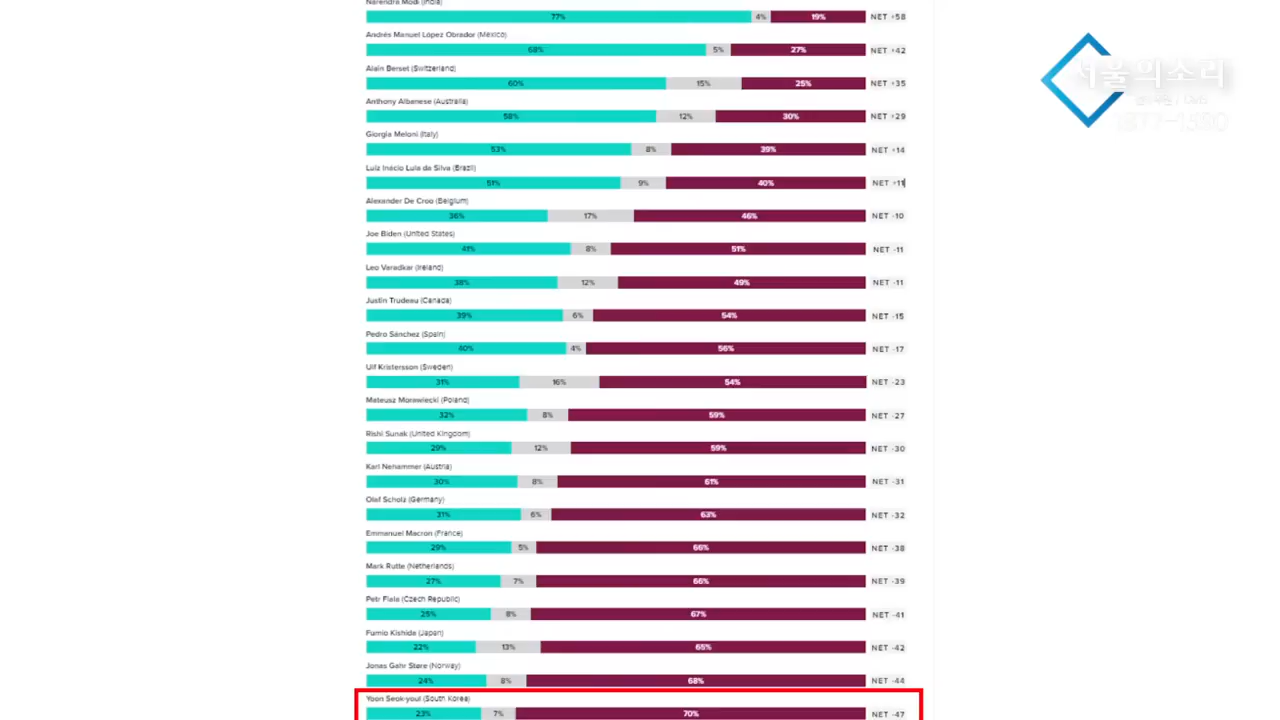 Narendra Modi (India)
77% 4% 19% NET +58
Andrés Manuel López Obrador (Mexico)
68% 5% 27% NET +42
Alain Berset (Switzerland)
60% 15% 25% NET +35
Anthony Albanese (Australia)
58% 12% 30% NET +29
Giorgia Meloni (Italy)
53% 8% 39% NET +14
Luiz Inácio Lula da Silva (Brazil)
51% 9% 40% NET +11
Alexander De Croo (Belgium)
36% 17% 46% NET -10
Joe Biden (United States)
41% 8% 51% NET -11
Leo Varadkar (Ireland)
38% 12% 49% NET -11
Justin Trudeau (Canada)
39% 6% 54% NET -15
Pedro Sánchez (Spain)
40% 4% 56% NET -17
Ulf Kristersson (Sweden)
31% 16% 54% NET -23
Mateusz Morawiecki (Poland)
32% 8% 59% NET -27
Rishi Sunak (United Kingdom)
29% 12% 59% NET -30
Karl Nehammer (Austria)
30% 8% 61% NET -31
Olaf Scholz (Germany)
31% 6% 63% NET -32
Emmanuel Macron (France)
29% 5% 66% NET -38
Mark Rutte (Netherlands)
27% 7% 66% NET -39
Petr Fiala (Czech Republic)
25% 8% 67% NET -41
Fumio Kishida (Japan)
22% 13% 65% NET -42
Jonas Gahr Støre (Norway)
24% 8% 68% NET -44
Yoon Seok-youl (South Korea)
23% 7% 70% NET -47
서울의소리